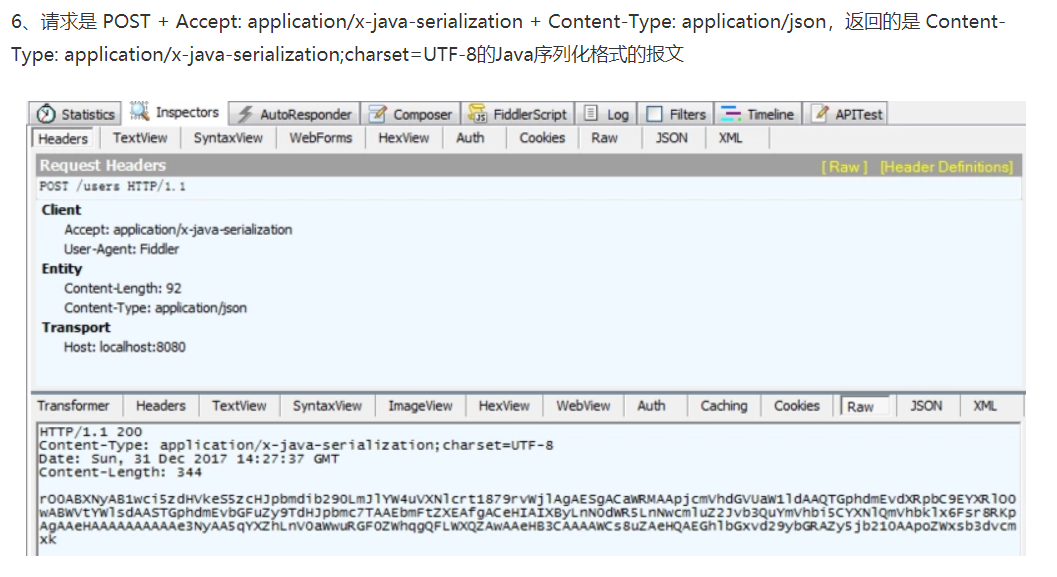 6、请求是 POST + Accept: application/x-java-serialization + Content-Type: application/json，返回的是 Content-
Type: application/x-java-serialization;charset=UTF-8的Java序列化格式的报文
Statistics Inspectors AutoResponder Composer FiddlerScript Log Filters Timeline APITest
Headers TextView SyntaxView WebForms HexView Auth Cookies Raw JSON XML
Request Headers [ Raw ] [Header Definitions]
POST /users HTTP/1.1
Client
Accept: application/x-java-serialization
User-Agent: Fiddler
Entity
Content-Length: 92
Content-Type: application/json
Transport
Host: localhost:8080
Transformer Headers TextView SyntaxView ImageView HexView WebView Auth Caching Cookies Raw JSON XML
HTTP/1.1 200
Content-Type: application/x-java-serialization;charset=UTF-8
Date: Sun, 31 Dec 2017 14:27:37 GMT
Content-Length: 344